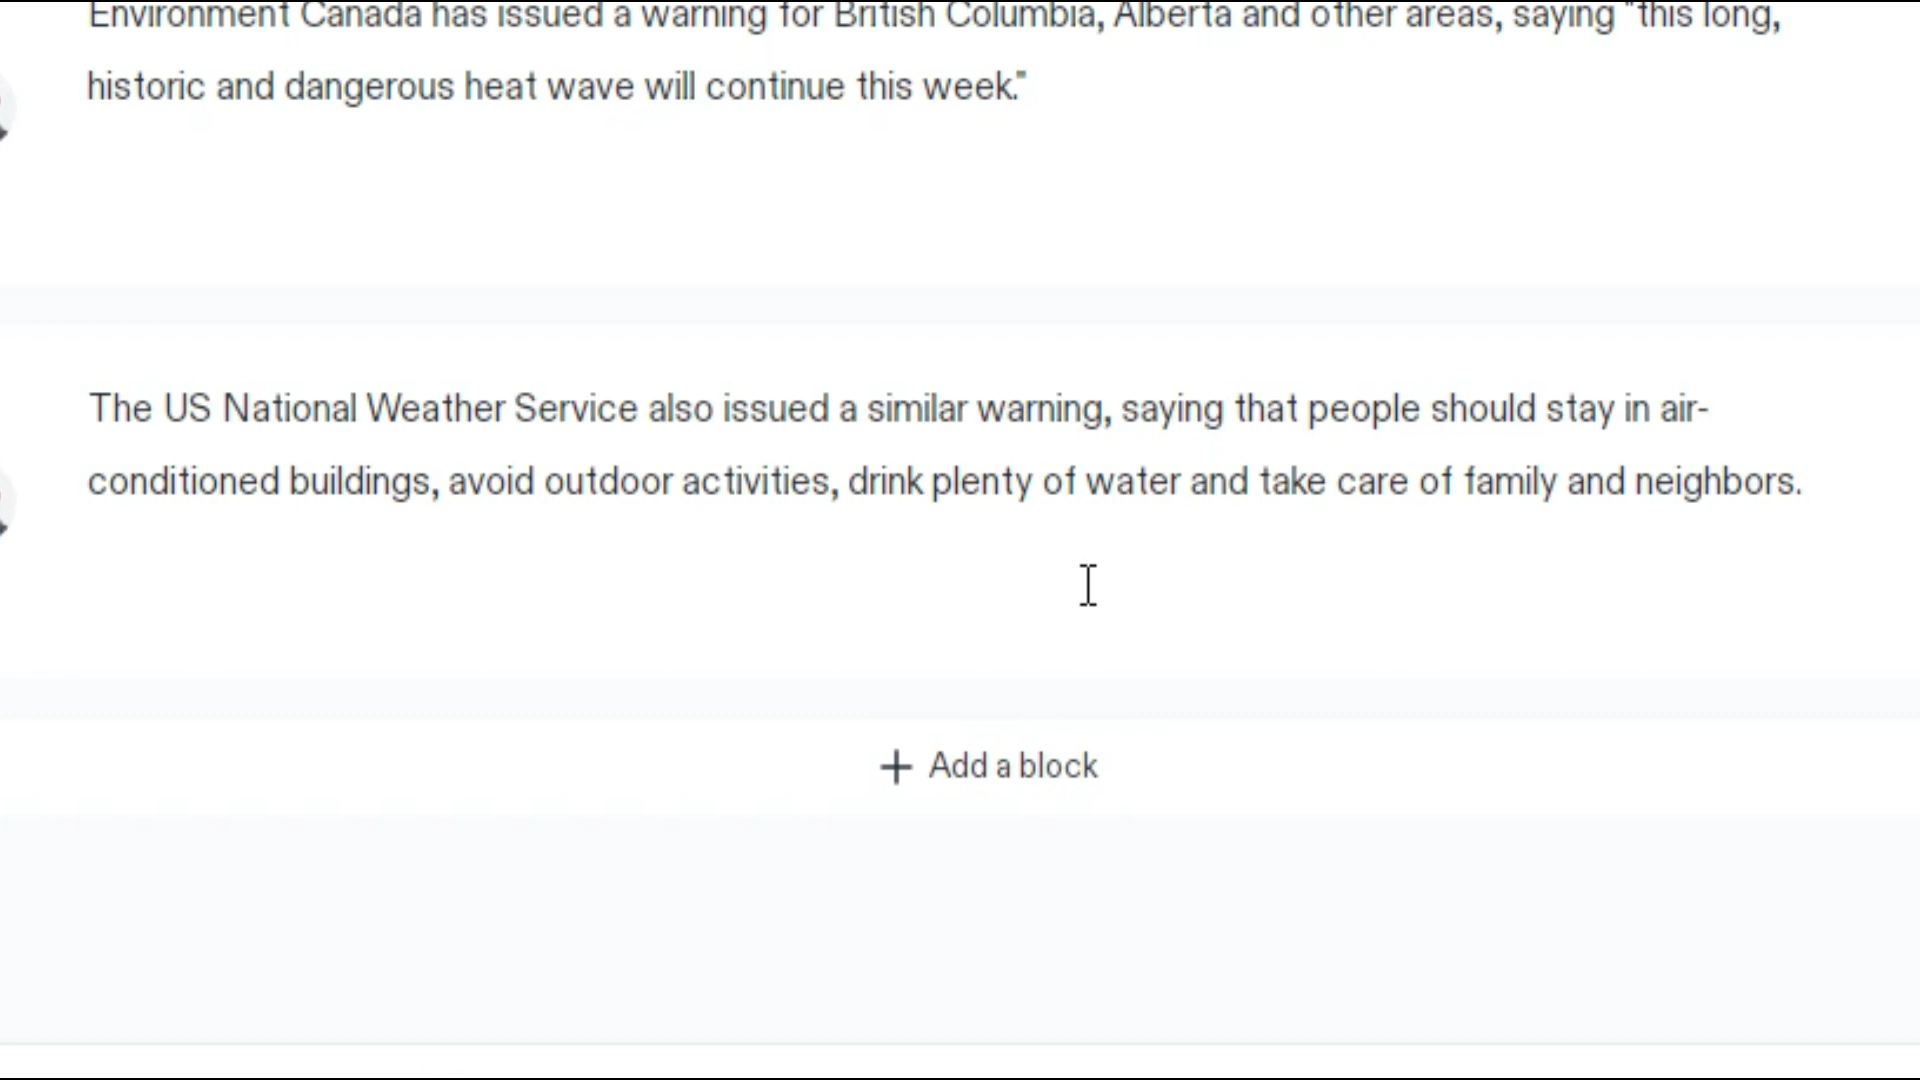 Environment Canada has issued a warning for British Columbia, Alberta and other areas, saying "this long,
historic and dangerous heat wave will continue this week."
The US National Weather Service also issued a similar warning, saying that people should stay in air-
conditioned buildings, avoid outdoor activities, drink plenty of water and take care of family and neighbors.
+ Add a block